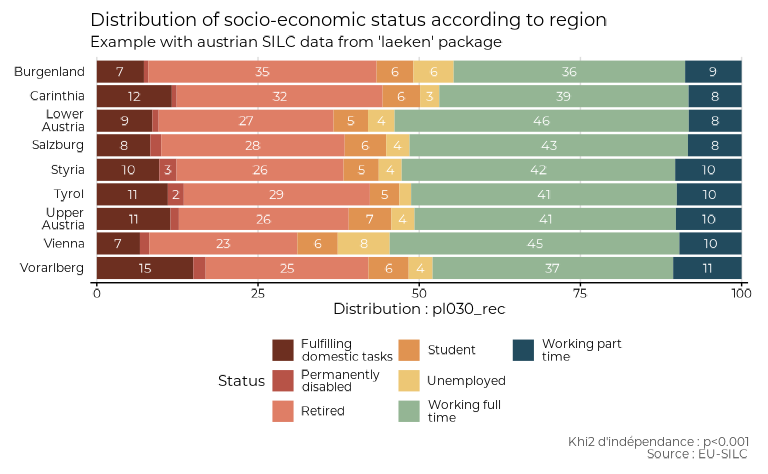 Distribution of socio-economic status according to region
Example with austrian SILC data from 'laeken' package
Burgenland 7 35 6 6 36 9
Carinthia 12 32 6 3 39 8
Lower
Austria 9 27 5 4 46 8
Salzburg 8 28 6 4 43 8
Styria 10 3 26 5 4 42 10
Tyrol 11 2 29 5 41 10
Upper
Austria 11 26 7 4 41 10
Vienna 7 23 6 8 45 10
Vorarlberg 15 25 6 4 37 11
0 25 50 75 100
Distribution : pl030_rec
Status
Fulfilling
domestic tasks
Permanently
disabled
Retired
Student
Unemployed
Working full
time
Working part
time
Khi2 d'indépendance : p<0.001
Source : EU-SILC